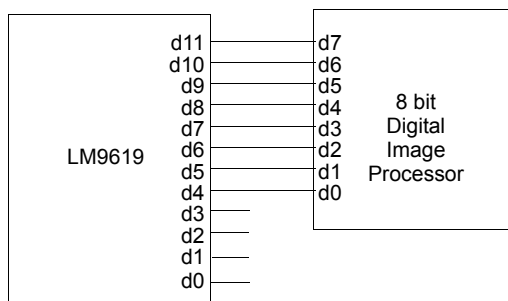 d11
d10
d9
d8
d7
d6
d5
d4
d3
d2
d1
d0
LM9619
d7
d6
d5
d4
d3
d2
d1
d0
8 bit
Digital
Image
Processor